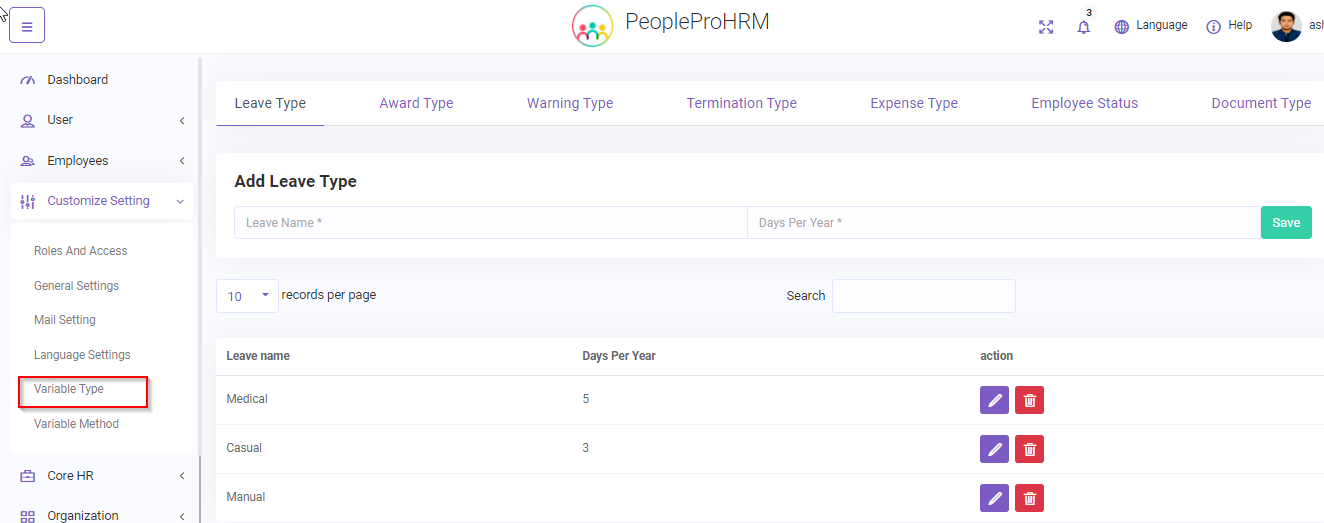 PeopleProHRM
3
Language
Help
ash
Dashboard
User
Employees
Customize Setting
Roles And Access
General Settings
Mail Setting
Language Settings
Variable Type
Variable Method
Core HR
Organization
Leave Type Award Type Warning Type Termination Type Expense Type Employee Status Document Type
Add Leave Type
Leave Name * Days Per Year * Save
10 records per page Search
Leave name Days Per Year action
Medical 5
Casual 3
Manual